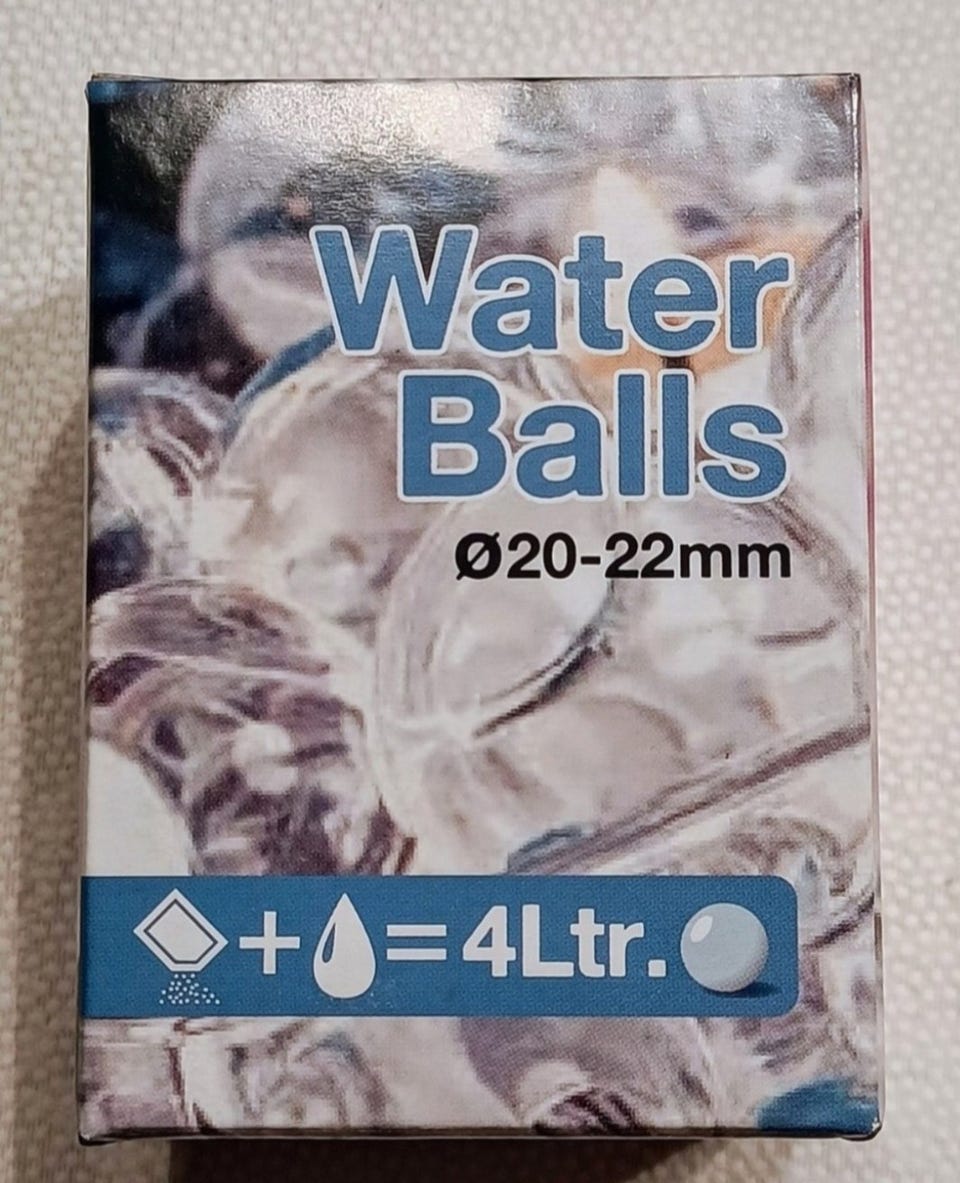 Water
Balls
Ø20-22mm
+ = 4Ltr.